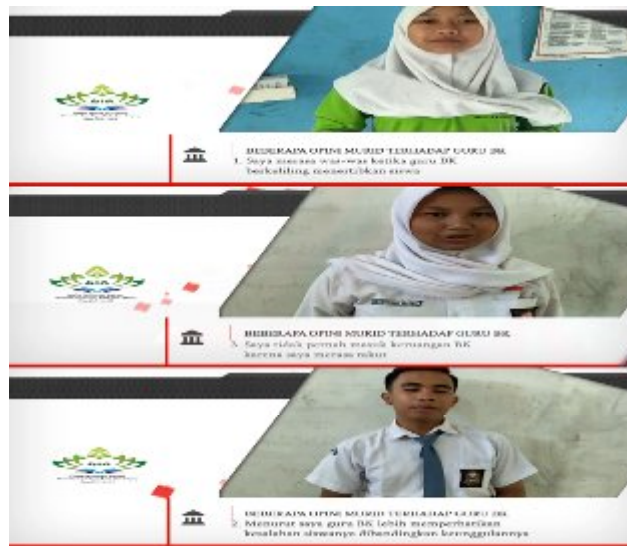 BEBERAPA OPINI MURID TERHADAP GURU BK
1. Saya merasa was-was ketika guru BK
berkeliling menertibkan siswa
BEBERAPA OPINI MURID TERHADAP GURU BK
3. Saya tidak pernah masuk keruangan BK
karena saya merasa takut
BEBERAPA OPINI MURID TERHADAP GURU BK
2. Menurut saya guru BK lebih memperhatikan
kesalahan siswanya dibandingkan keunggulannya